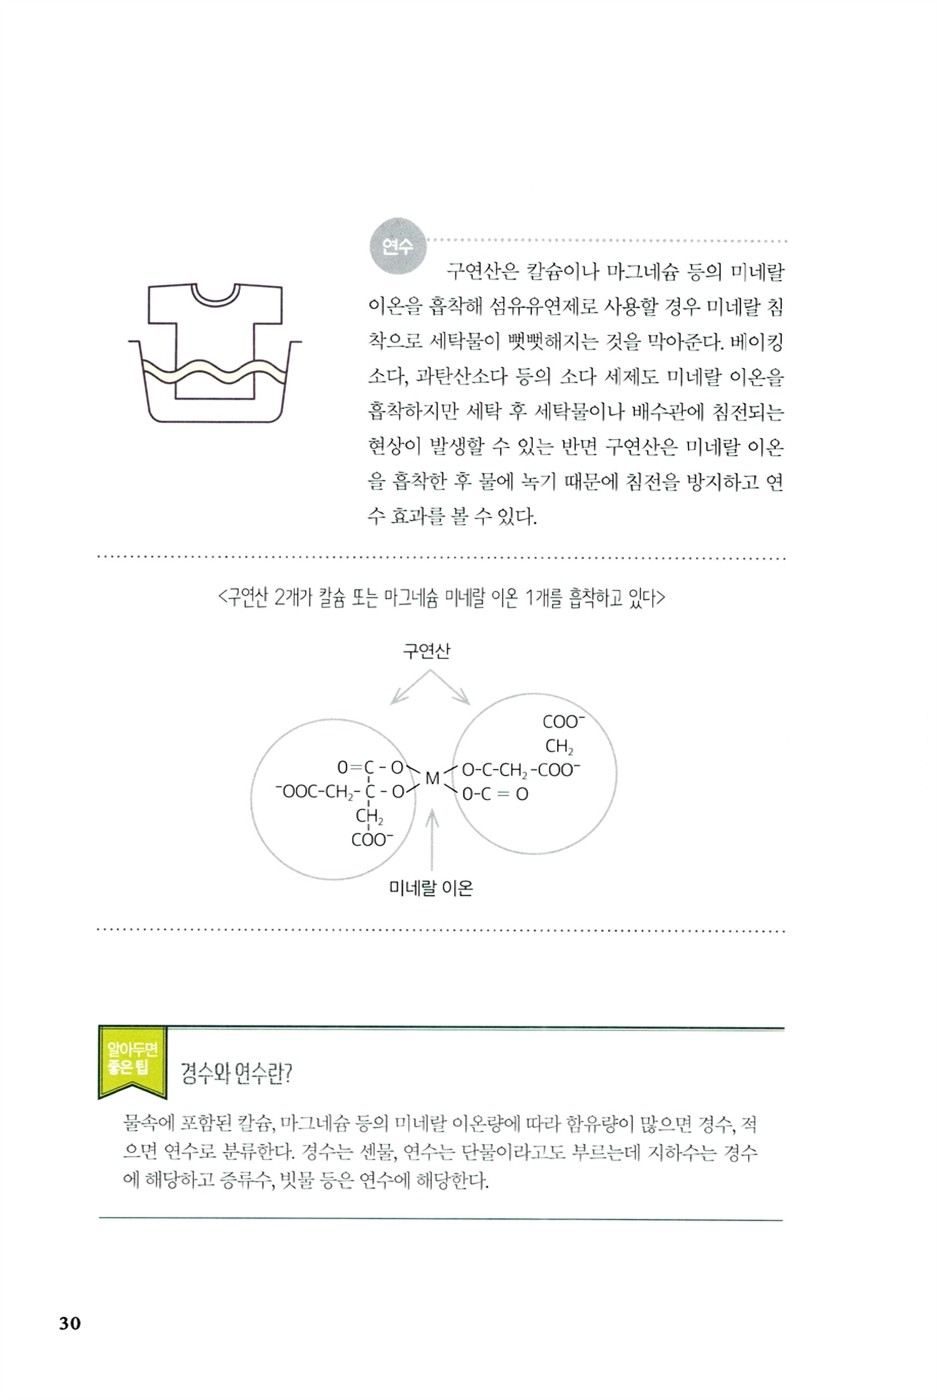 연수
구연산은 칼슘이나 마그네슘 등의 미네랄
이온을 흡착해 섬유유연제로 사용할 경우 미네랄 침
착으로 세탁물이 뻣뻣해지는 것을 막아준다. 베이킹
소다, 과탄산소다 등의 소다 세제도 미네랄 이온을
흡착하지만 세탁 후 세탁물이나 배수관에 침전되는
현상이 발생할 수 있는 반면 구연산은 미네랄 이온
을 흡착한 후 물에 녹기 때문에 침전을 방지하고 연
수 효과를 볼 수 있다.
<구연산 2개가 칼슘 또는 마그네슘 미네랄 이온 1개를 흡착하고 있다>
구연산
COO⁻
CH₂
O=C-O M O-C-CH₂-COO⁻
⁻OOC-CH₂-C-O O-C=O
CH₂
COO⁻
미네랄 이온
알아두면
좋은 팁
경수와 연수란?
물속에 포함된 칼슘, 마그네슘 등의 미네랄 이온량에 따라 함유량이 많으면 경수, 적
으면 연수로 분류한다. 경수는 센물, 연수는 단물이라고도 부르는데 지하수는 경수
에 해당하고 증류수, 빗물 등은 연수에 해당한다.
30